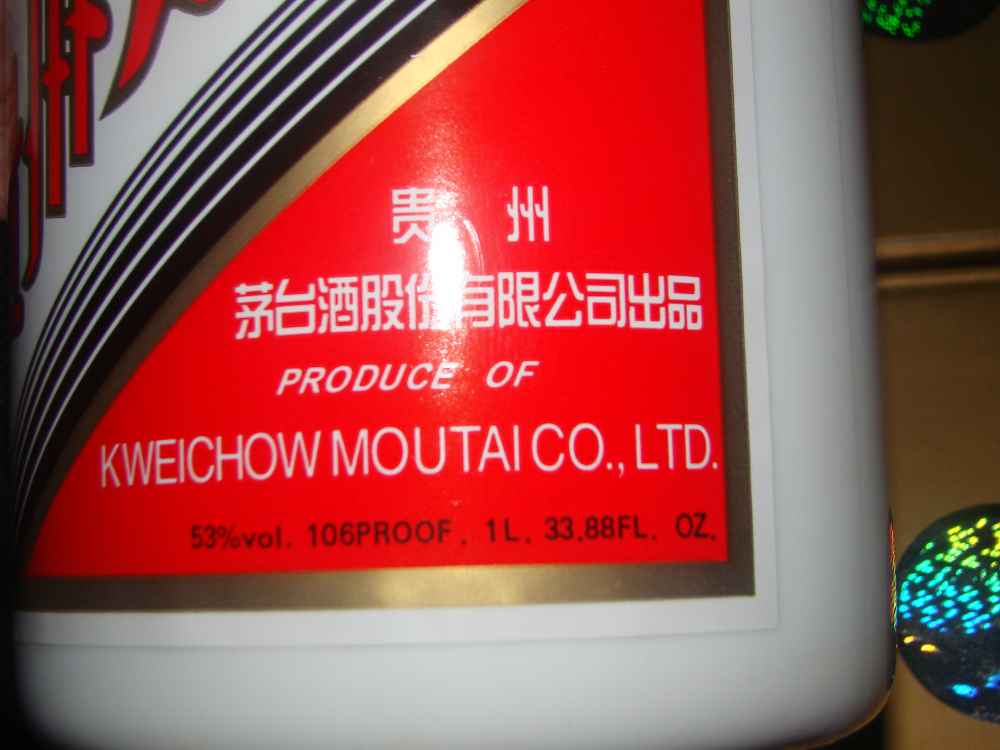 贵州
茅台酒股份有限公司出品
PRODUCE OF
KWEICHOW MOUTAI CO., LTD.
53%vol. 106PROOF. 1L. 33.88FL. OZ.